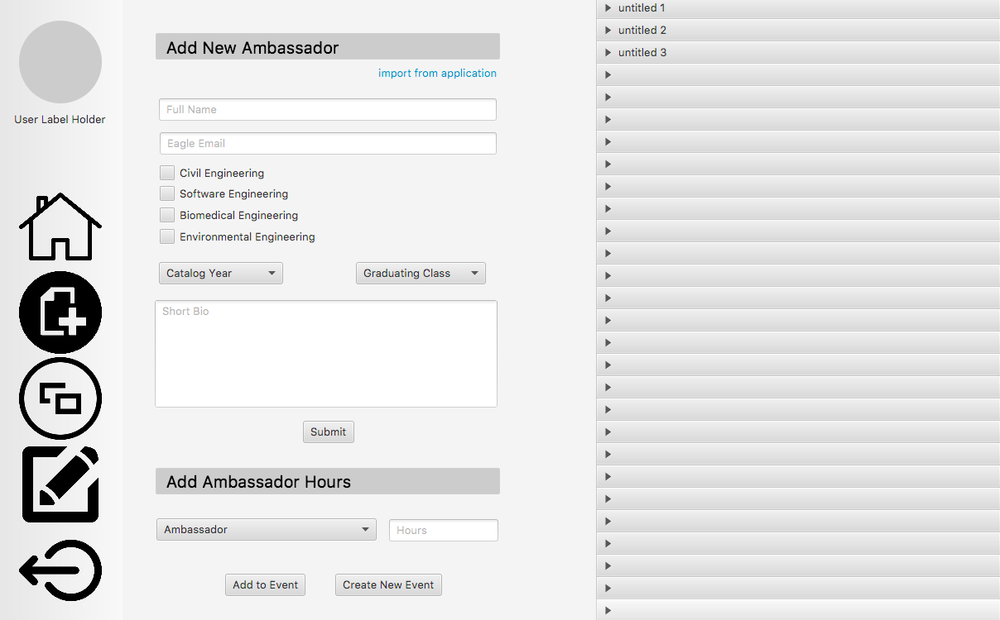 User Label Holder
Add New Ambassador
import from application
Full Name
Eagle Email
Civil Engineering
Software Engineering
Biomedical Engineering
Environmental Engineering
Catalog Year
Graduating Class
Short Bio
Submit
Add Ambassador Hours
Ambassador
Hours
Add to Event
Create New Event
untitled 1
untitled 2
untitled 3